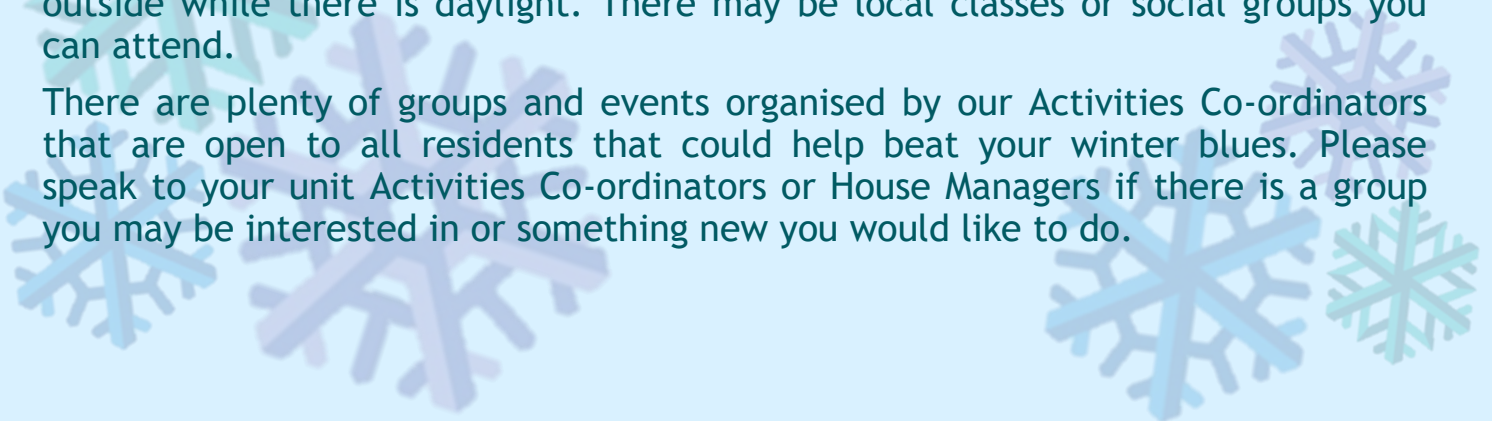 outside while there is daylight. There may be local classes or social groups you
can attend.
There are plenty of groups and events organised by our Activities Co-ordinators
that are open to all residents that could help beat your winter blues. Please
speak to your unit Activities Co-ordinators or House Managers if there is a group
you may be interested in or something new you would like to do.